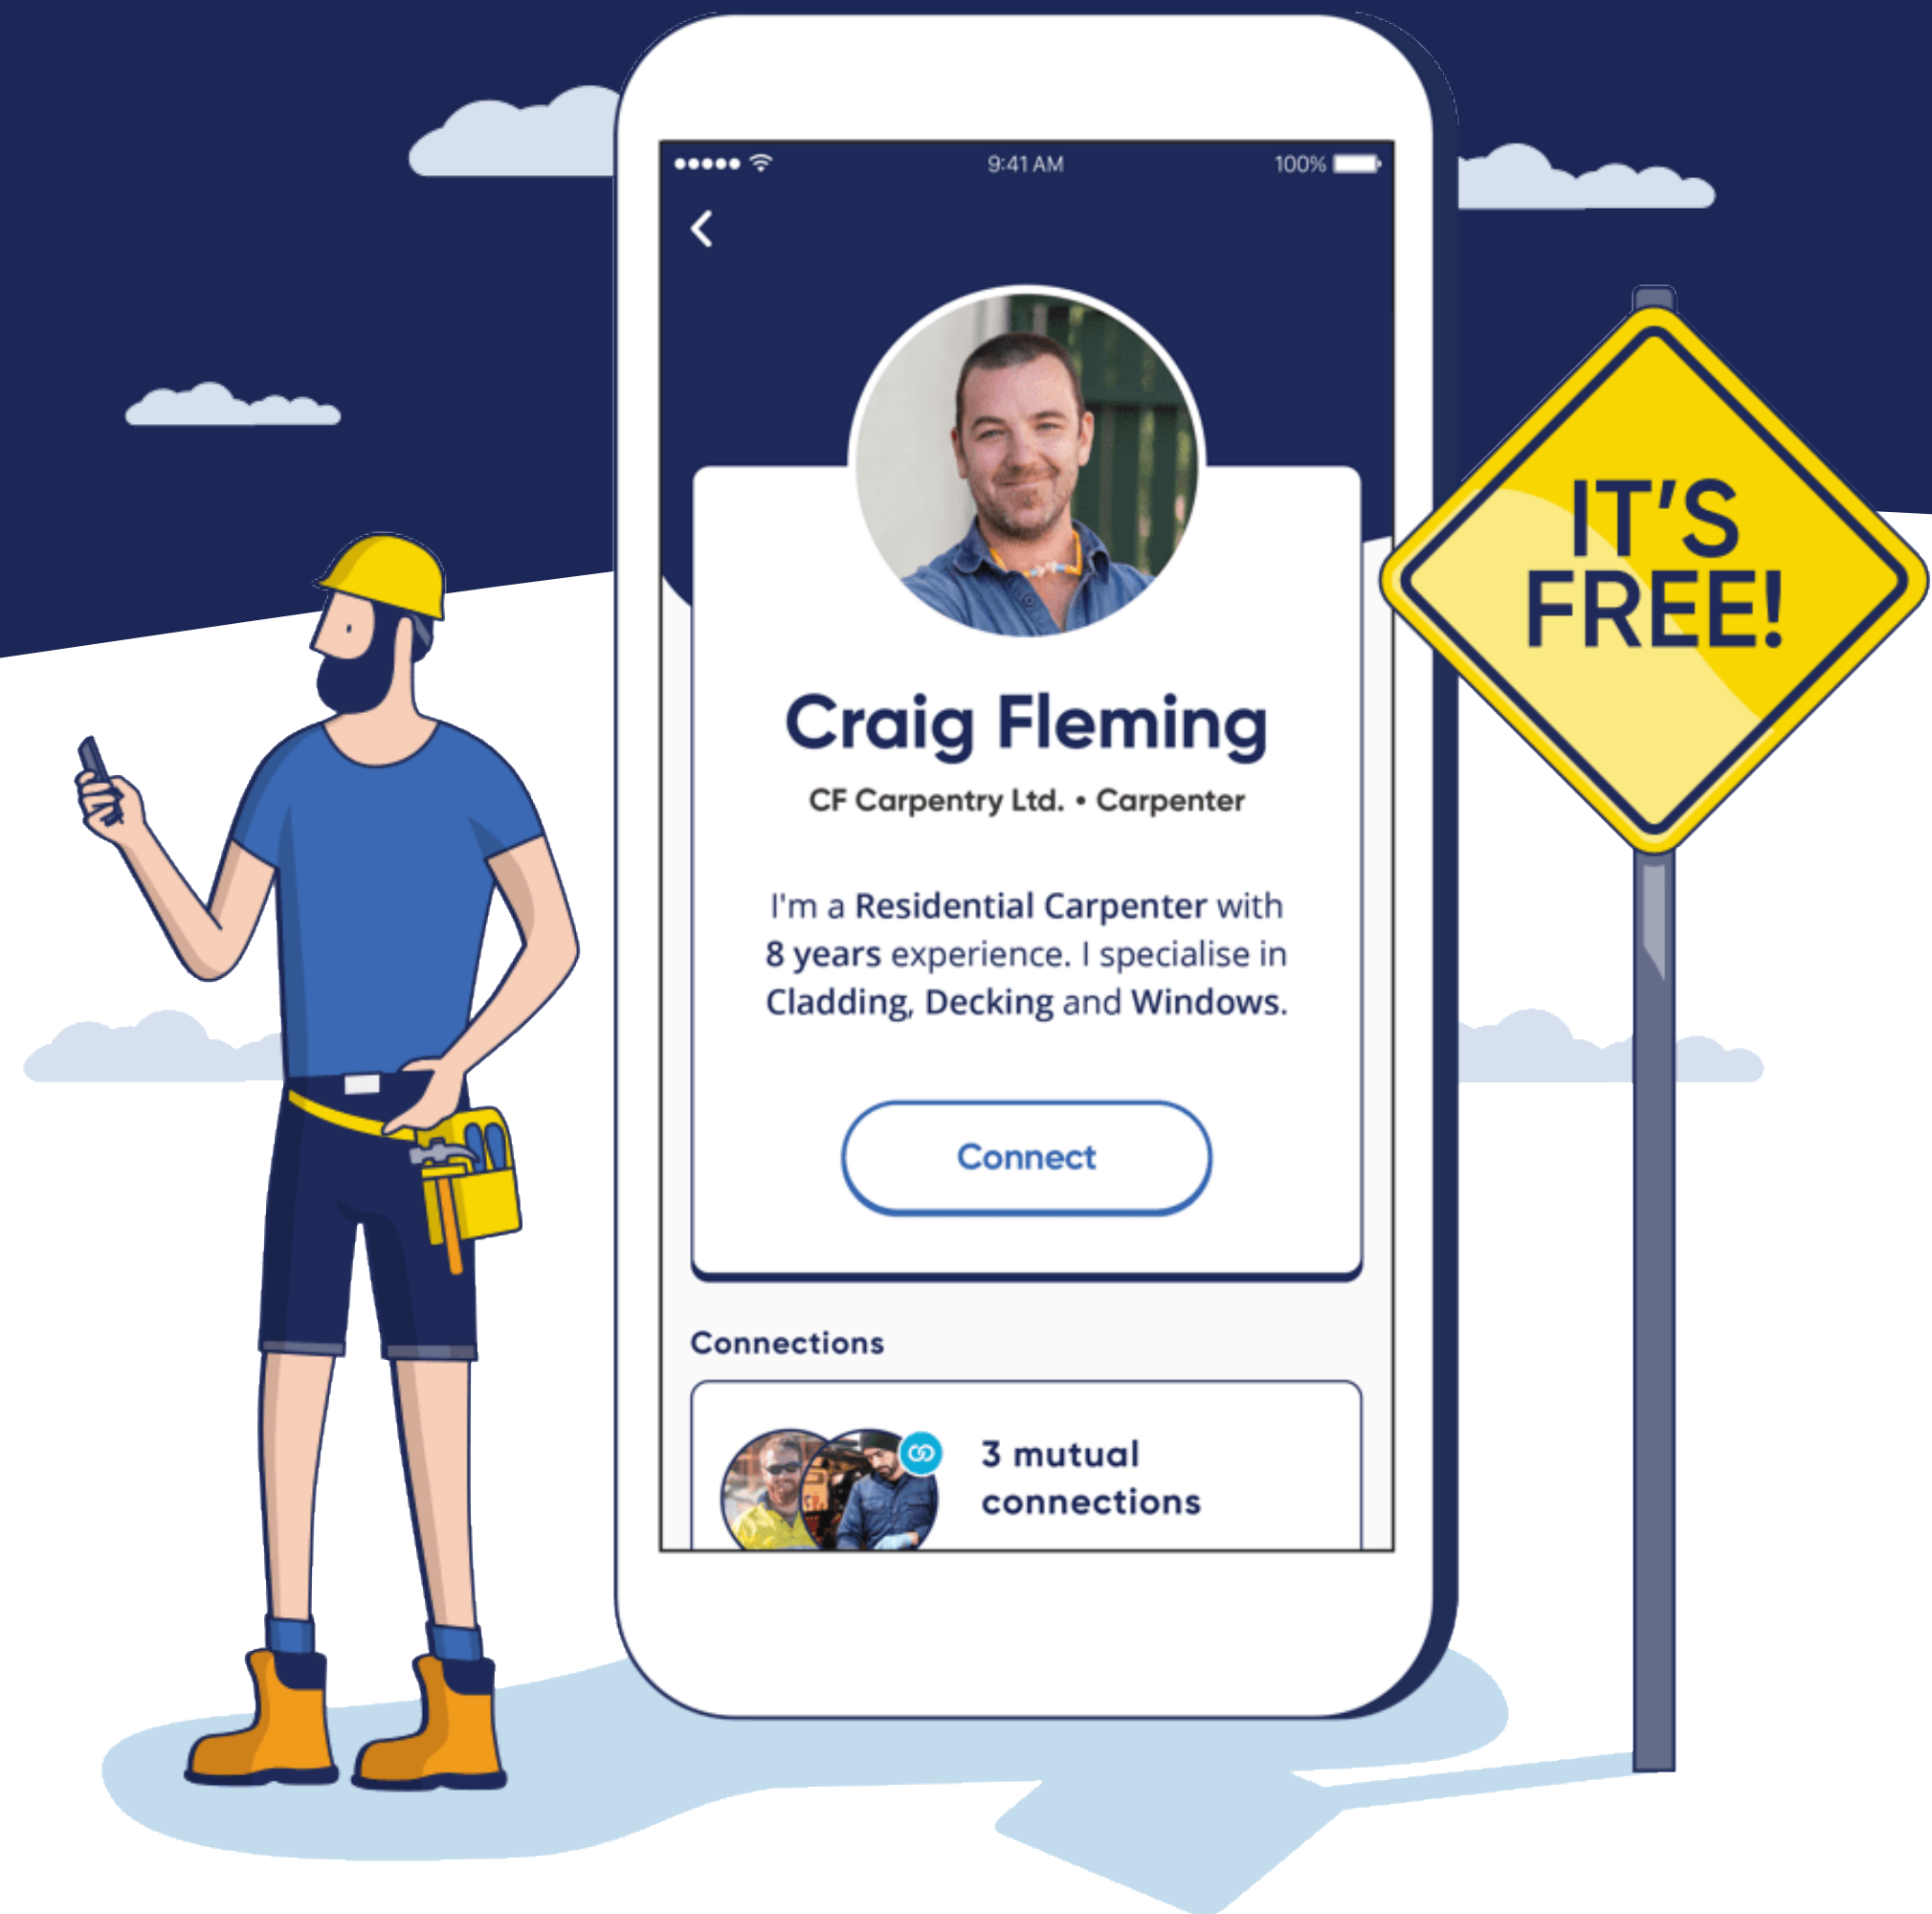 9:41 AM
100%
Craig Fleming
CF Carpentry Ltd. • Carpenter
I'm a Residential Carpenter with
8 years experience. I specialise in
Cladding, Decking and Windows.
Connect
Connections
3 mutual
connections
IT'S
FREE!